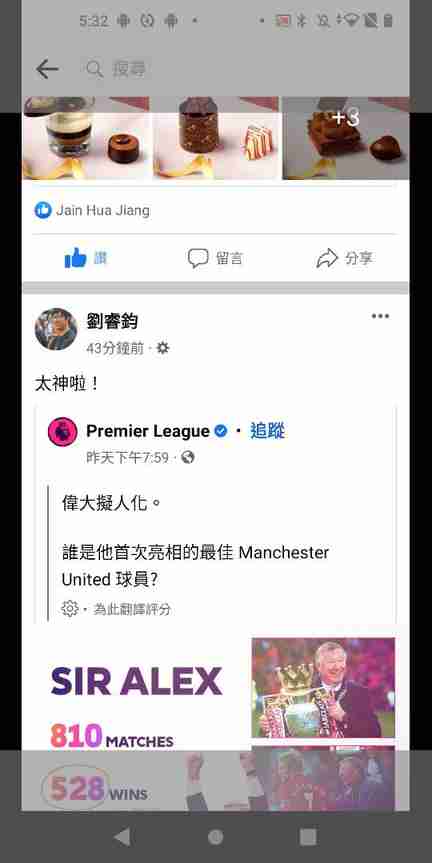 5:32
搜尋
+3
Jain Hua Jiang
讚
留言
分享
劉睿鈞
43分鐘前 ·
太神啦！
Premier League · 追蹤
昨天下午7:59 ·
偉大擬人化。
誰是他首次亮相的最佳 Manchester
United 球員?
· 為此翻譯評分
SIR ALEX
810 MATCHES
528 WINS